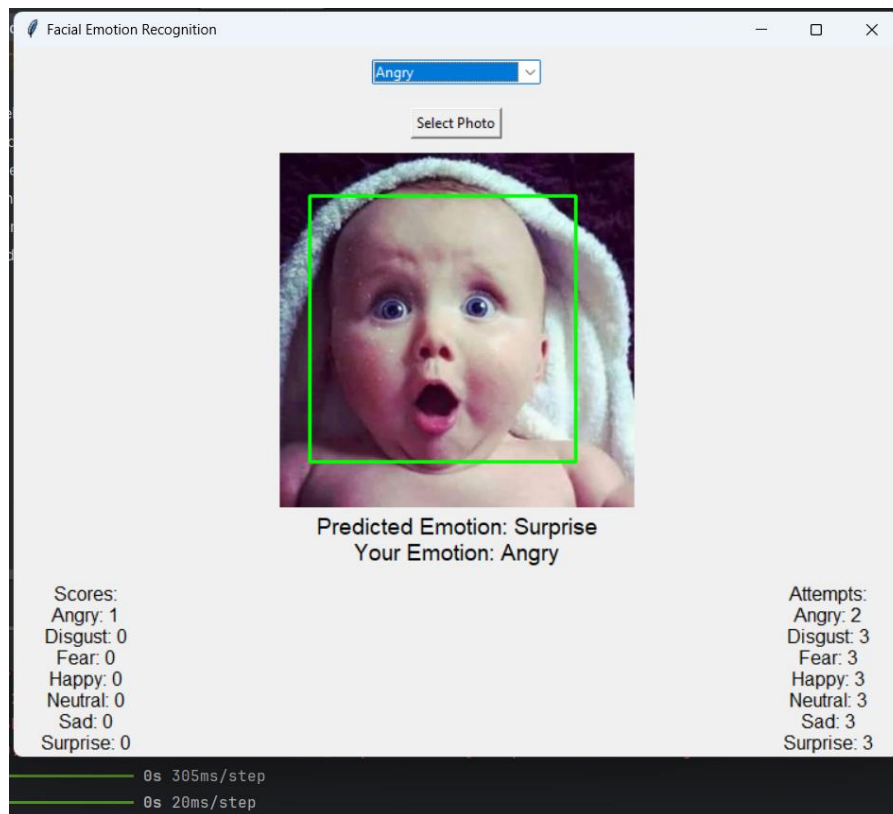 Facial Emotion Recognition
Angry
Select Photo
Predicted Emotion: Surprise
Your Emotion: Angry
Scores:
Angry: 1
Disgust: 0
Fear: 0
Happy: 0
Neutral: 0
Sad: 0
Surprise: 0
Attempts:
Angry: 2
Disgust: 3
Fear: 3
Happy: 3
Neutral: 3
Sad: 3
Surprise: 3
0s 305ms/step
0s 20ms/step